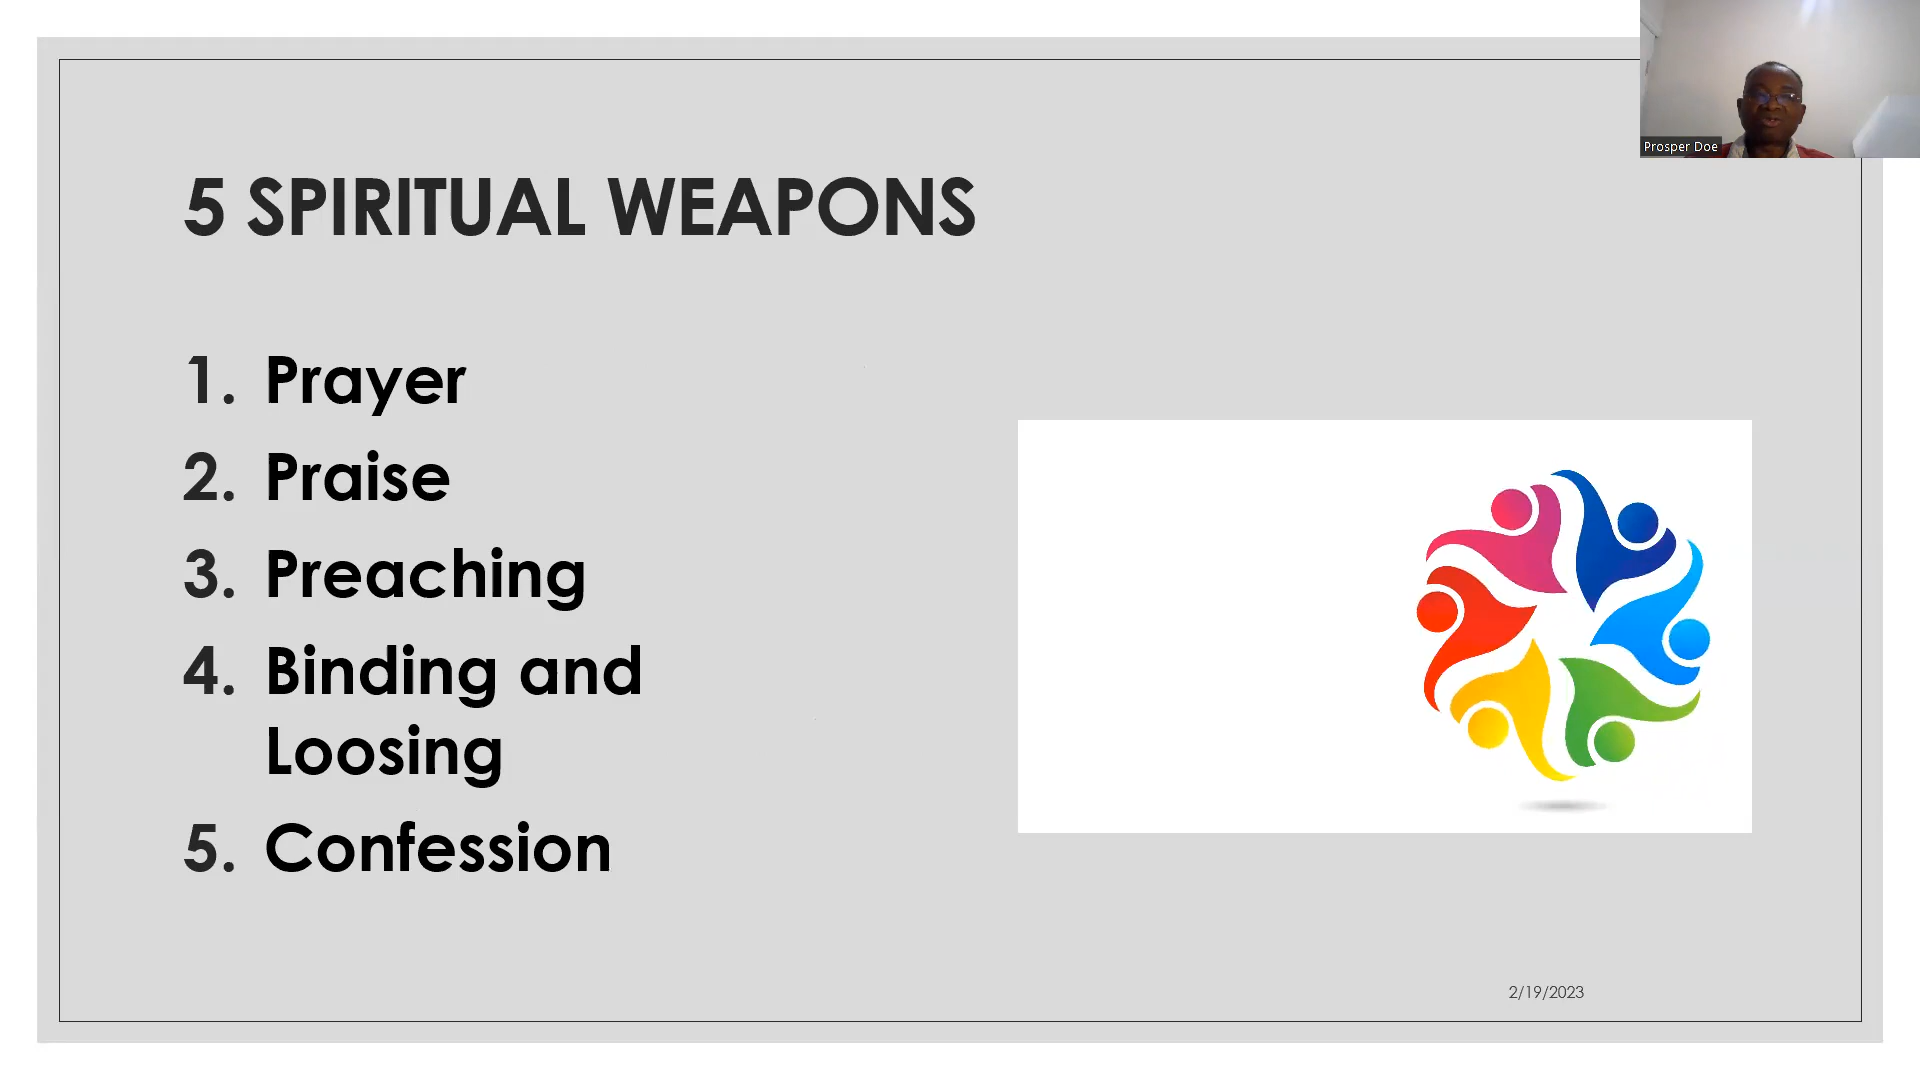 Prosper Doe
5 SPIRITUAL WEAPONS
1. Prayer
2. Praise
3. Preaching
4. Binding and
Loosing
5. Confession
2/19/2023